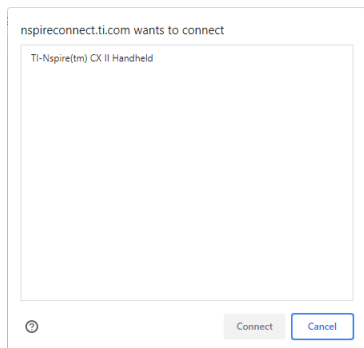 nspireconnect.ti.com wants to connect
TI-Nspire(tm) CX II Handheld
Connect
Cancel